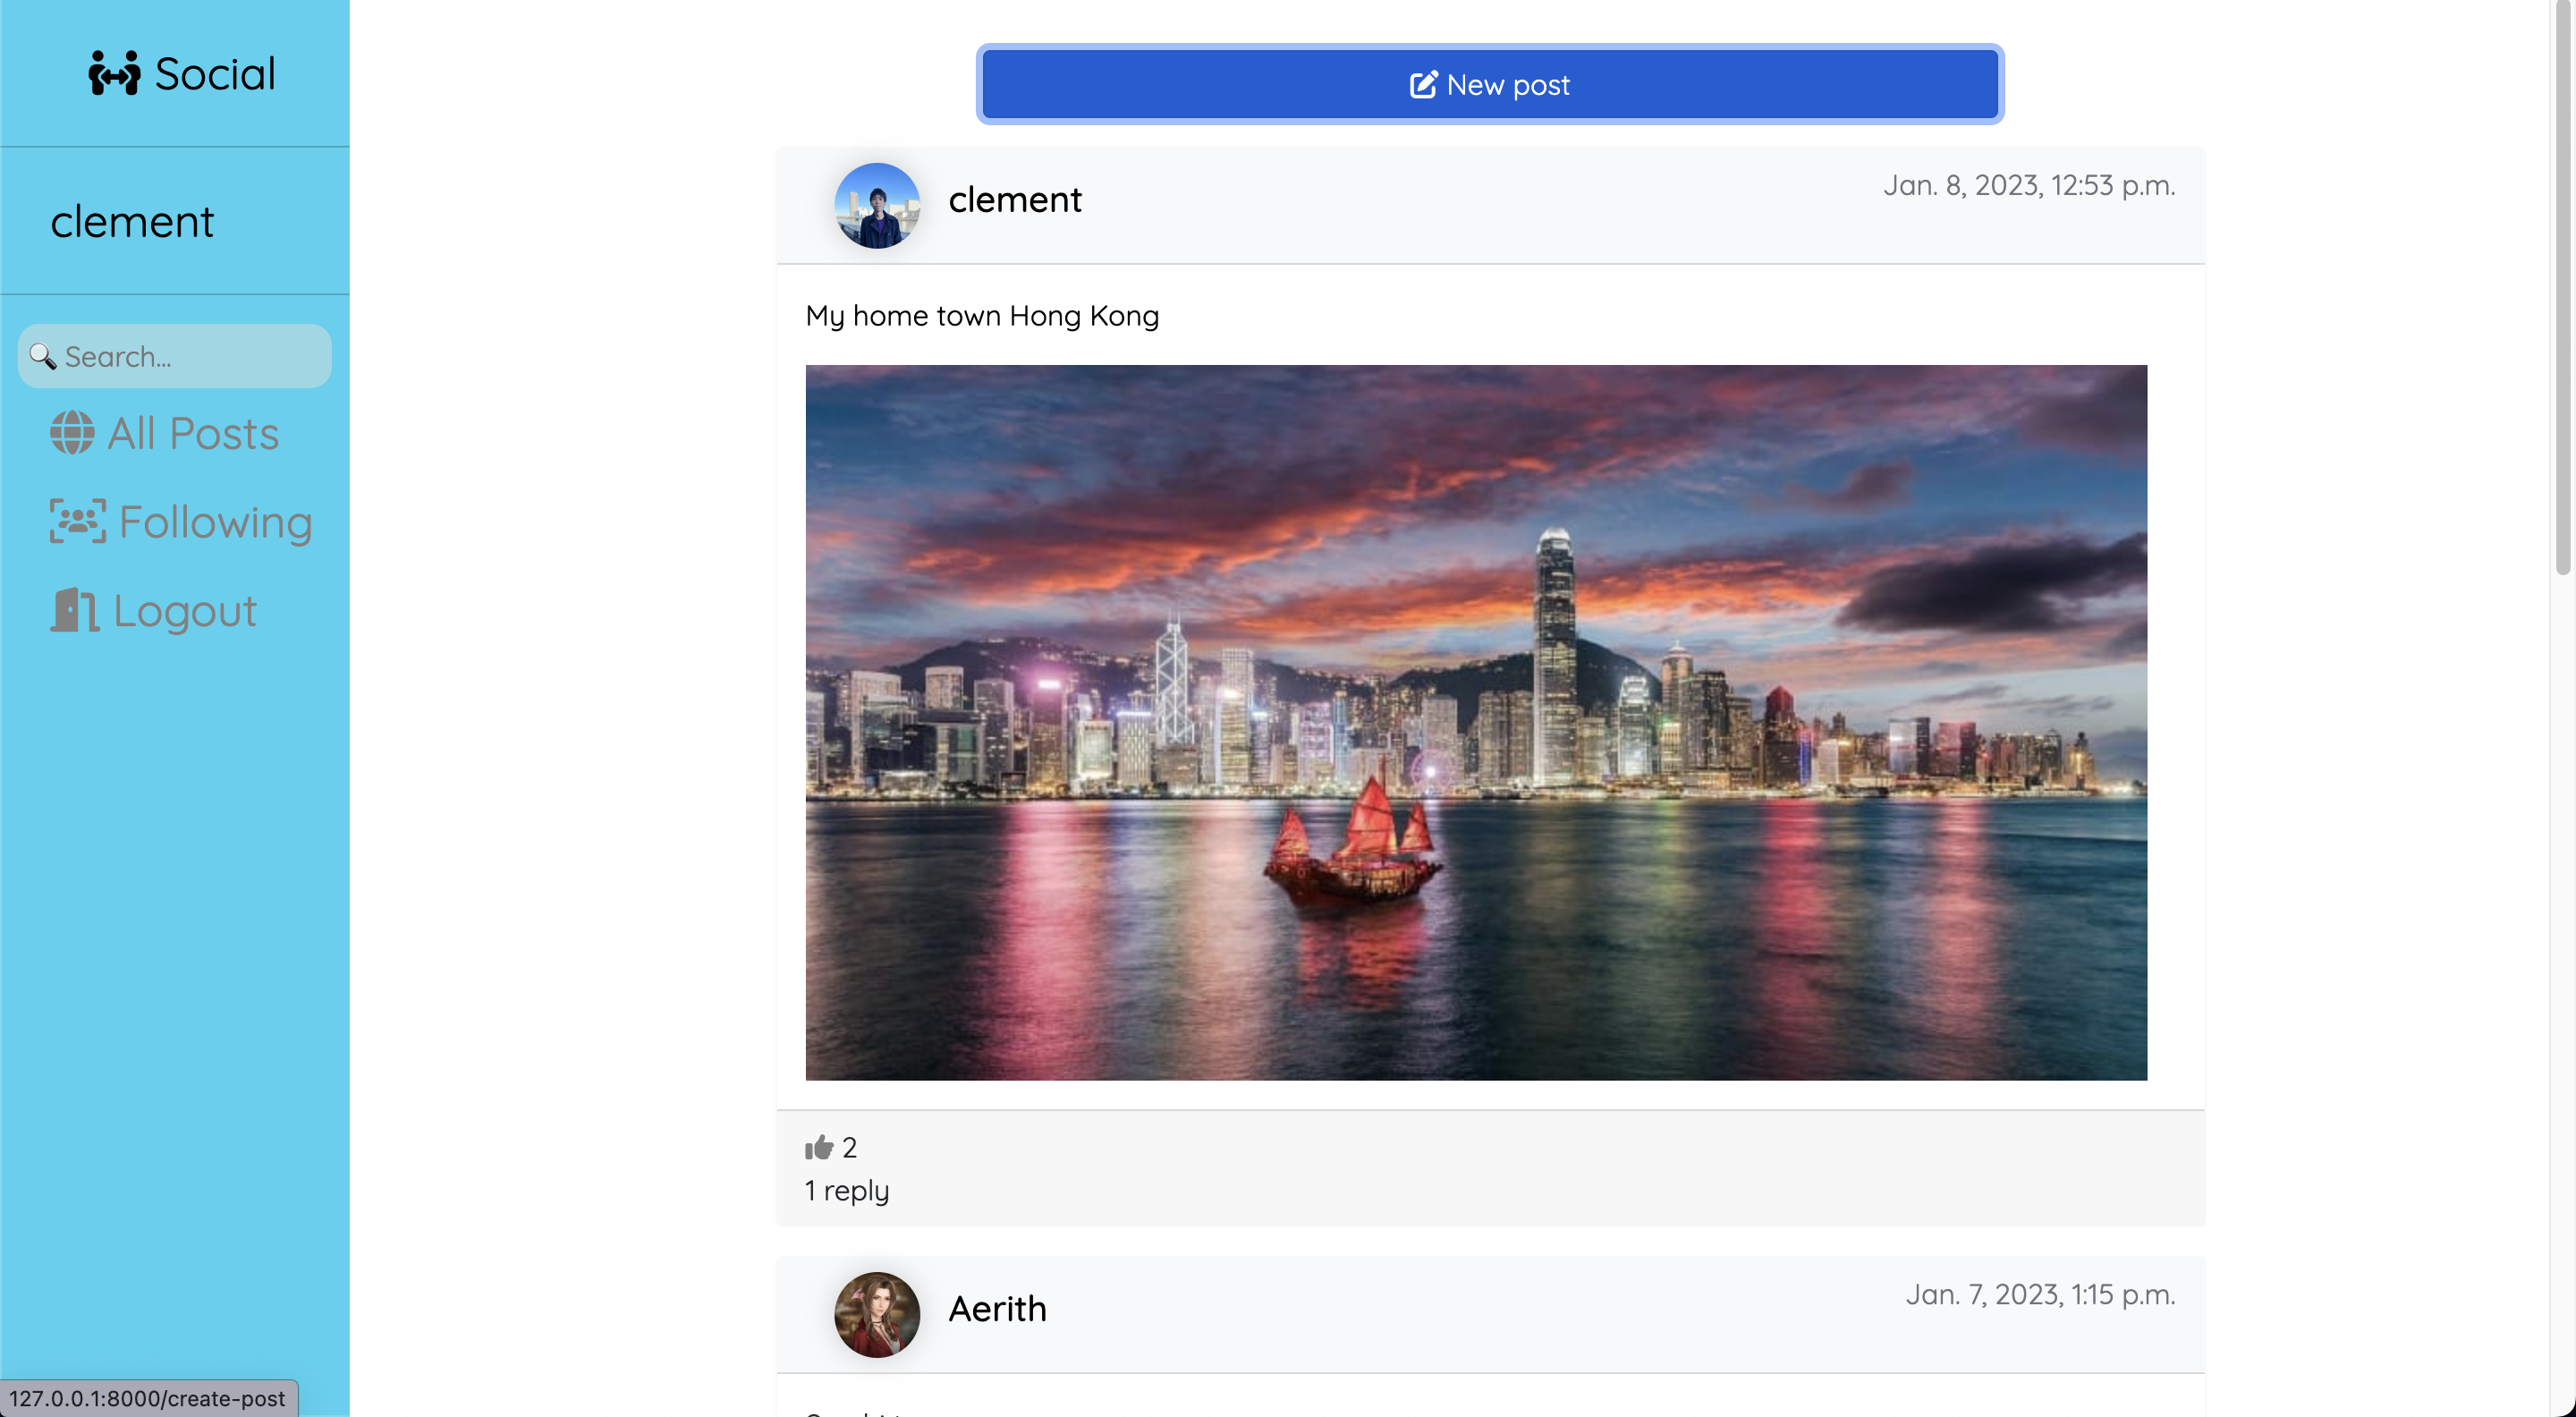 Social
clement
Search...
All Posts
Following
Logout
New post
clement
Jan. 8, 2023, 12:53 p.m.
My home town Hong Kong
2
1 reply
Aerith
Jan. 7, 2023, 1:15 p.m.
127.0.0.1:8000/create-post